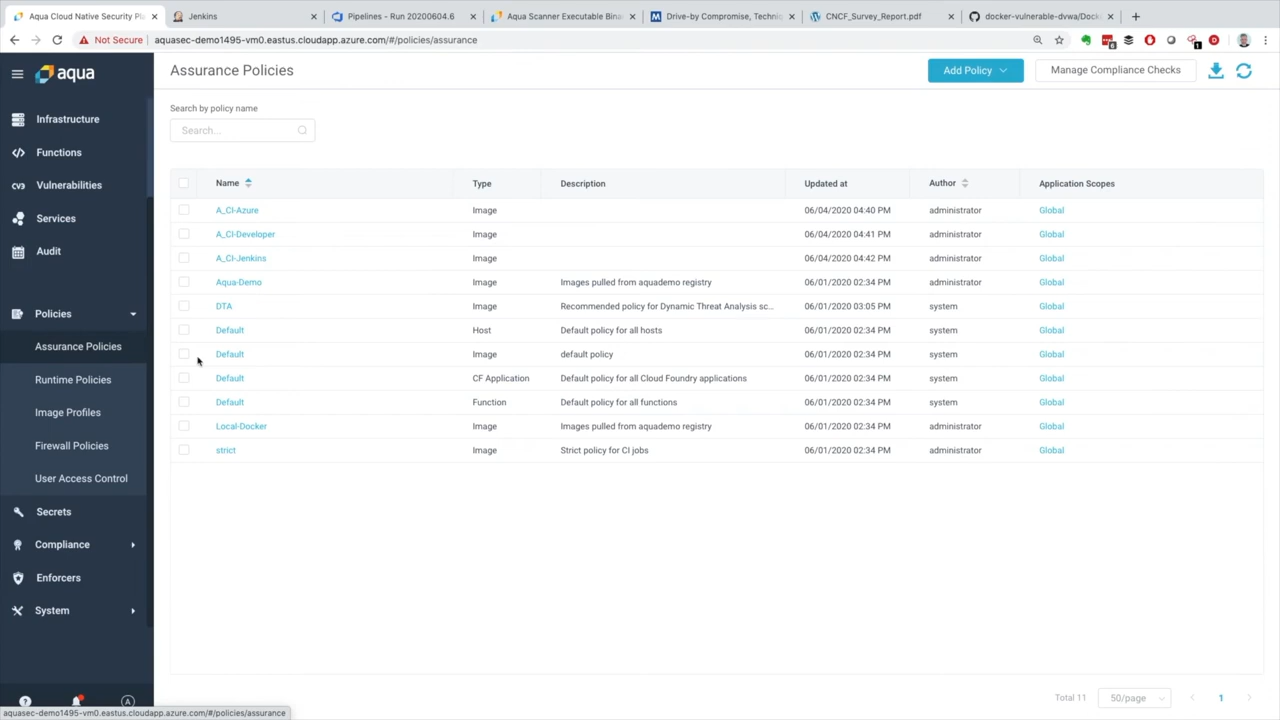 Aqua Cloud Native Security Pl
Jenkins
Pipelines - Run 20200604.6
Aqua Scanner Executable Bina
Drive-by Compromise, Techniq
CNCF_Survey_Report.pdf
docker-vulnerable-dvwa/Dock
Not Secure
aquasec-demo1495-vm0.eastus.cloudapp.azure.com/#/policies/assurance
aqua
Infrastructure
Functions
Vulnerabilities
Services
Audit
Policies
Assurance Policies
Runtime Policies
Image Profiles
Firewall Policies
User Access Control
Secrets
Compliance
Enforcers
System
Assurance Policies
Add Policy
Manage Compliance Checks
Search by policy name
Search...
Name Type Description Updated at Author Application Scopes
A_CI-Azure Image 06/04/2020 04:40 PM administrator Global
A_CI-Developer Image 06/04/2020 04:41 PM administrator Global
A_CI-Jenkins Image 06/04/2020 04:42 PM administrator Global
Aqua-Demo Image Images pulled from aquademo registry 06/01/2020 02:34 PM administrator Global
DTA Image Recommended policy for Dynamic Threat Analysis sc... 06/01/2020 03:05 PM system Global
Default Host Default policy for all hosts 06/01/2020 02:34 PM system Global
Default Image default policy 06/01/2020 02:34 PM system Global
Default CF Application Default policy for all Cloud Foundry applications 06/01/2020 02:34 PM system Global
Default Function Default policy for all functions 06/01/2020 02:34 PM system Global
Local-Docker Image Images pulled from aquademo registry 06/01/2020 02:34 PM administrator Global
strict Image Strict policy for CI jobs 06/01/2020 02:34 PM administrator Global
Total 11 50/page 1
aquasec-demo1495-vm0.eastus.cloudapp.azure.com/#/policies/assurance